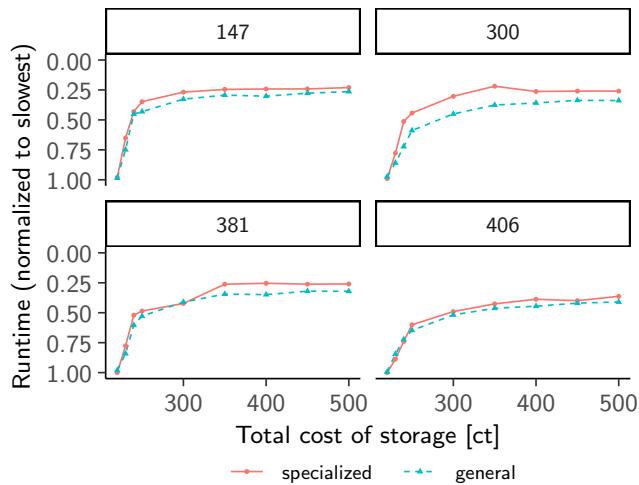 147
300
0.00
0.25
0.50
0.75
1.00
381
406
0.00
0.25
0.50
0.75
1.00
300 400 500
300 400 500
Runtime (normalized to slowest)
Total cost of storage [ct]
specialized general